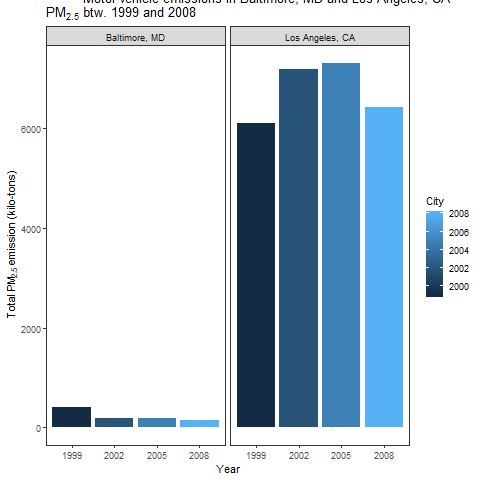 Motor vehicle emissions in Baltimore, MD and Los Angeles, CA
PM2.5 btw. 1999 and 2008
Baltimore, MD
Los Angeles, CA
6000
4000
2000
0
Total PM2.5 emission (kilo-tons)
1999 2002 2005 2008
1999 2002 2005 2008
Year
City
2008
2006
2004
2002
2000